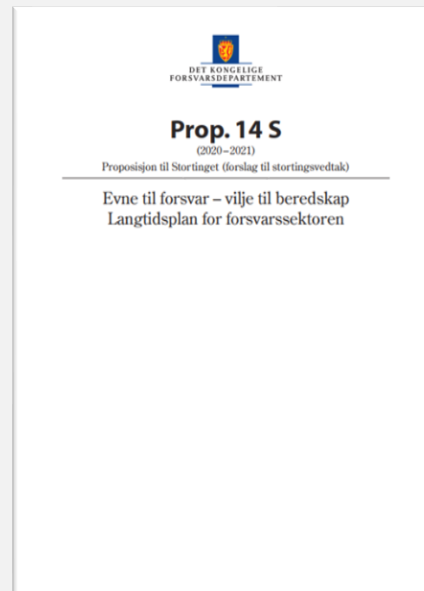 DET KONGELIGE
FORSVARSDEPARTEMENT
Prop. 14 S
(2020–2021)
Proposisjon til Stortinget (forslag til stortingsvedtak)
Evne til forsvar – vilje til beredskap
Langtidsplan for forsvarssektoren